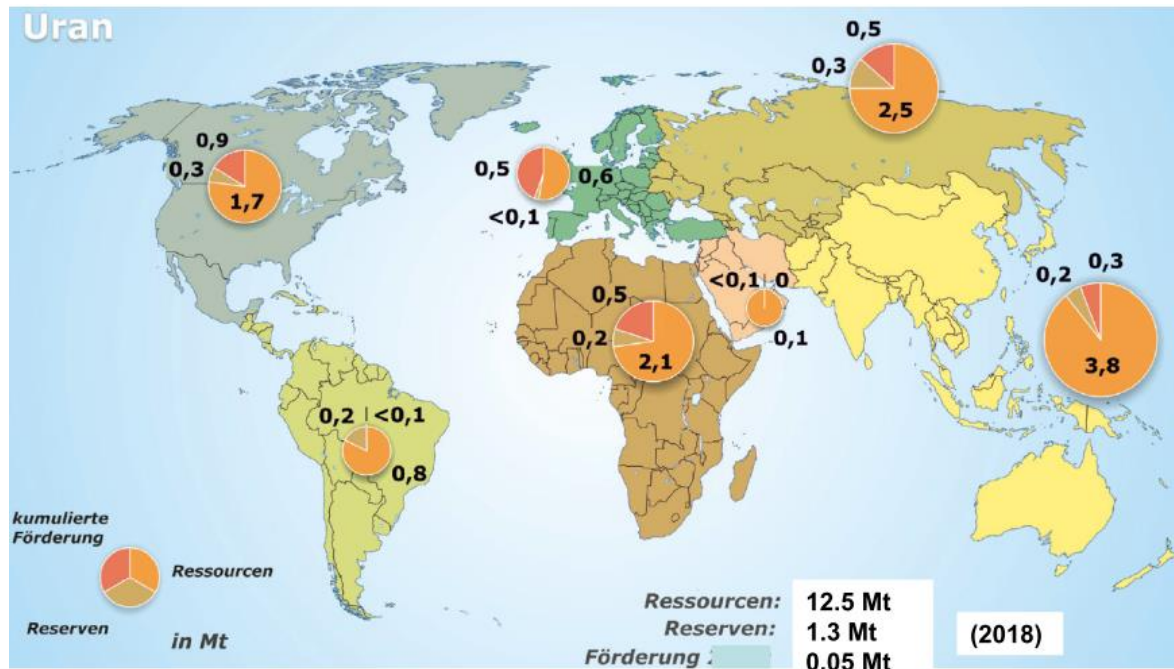 Uran
0,5
0,3
2,5
0,9
0,3
1,7
0,5
0,6
<0,1
0,5
0,2
2,1
<0,1 0
0,1
0,2 0,3
3,8
0,2 <0,1
0,8
kumulierte
Förderung
Ressourcen
Reserven
in Mt
Ressourcen: 12.5 Mt
Reserven: 1.3 Mt
(2018)
Förderung 0.05 Mt